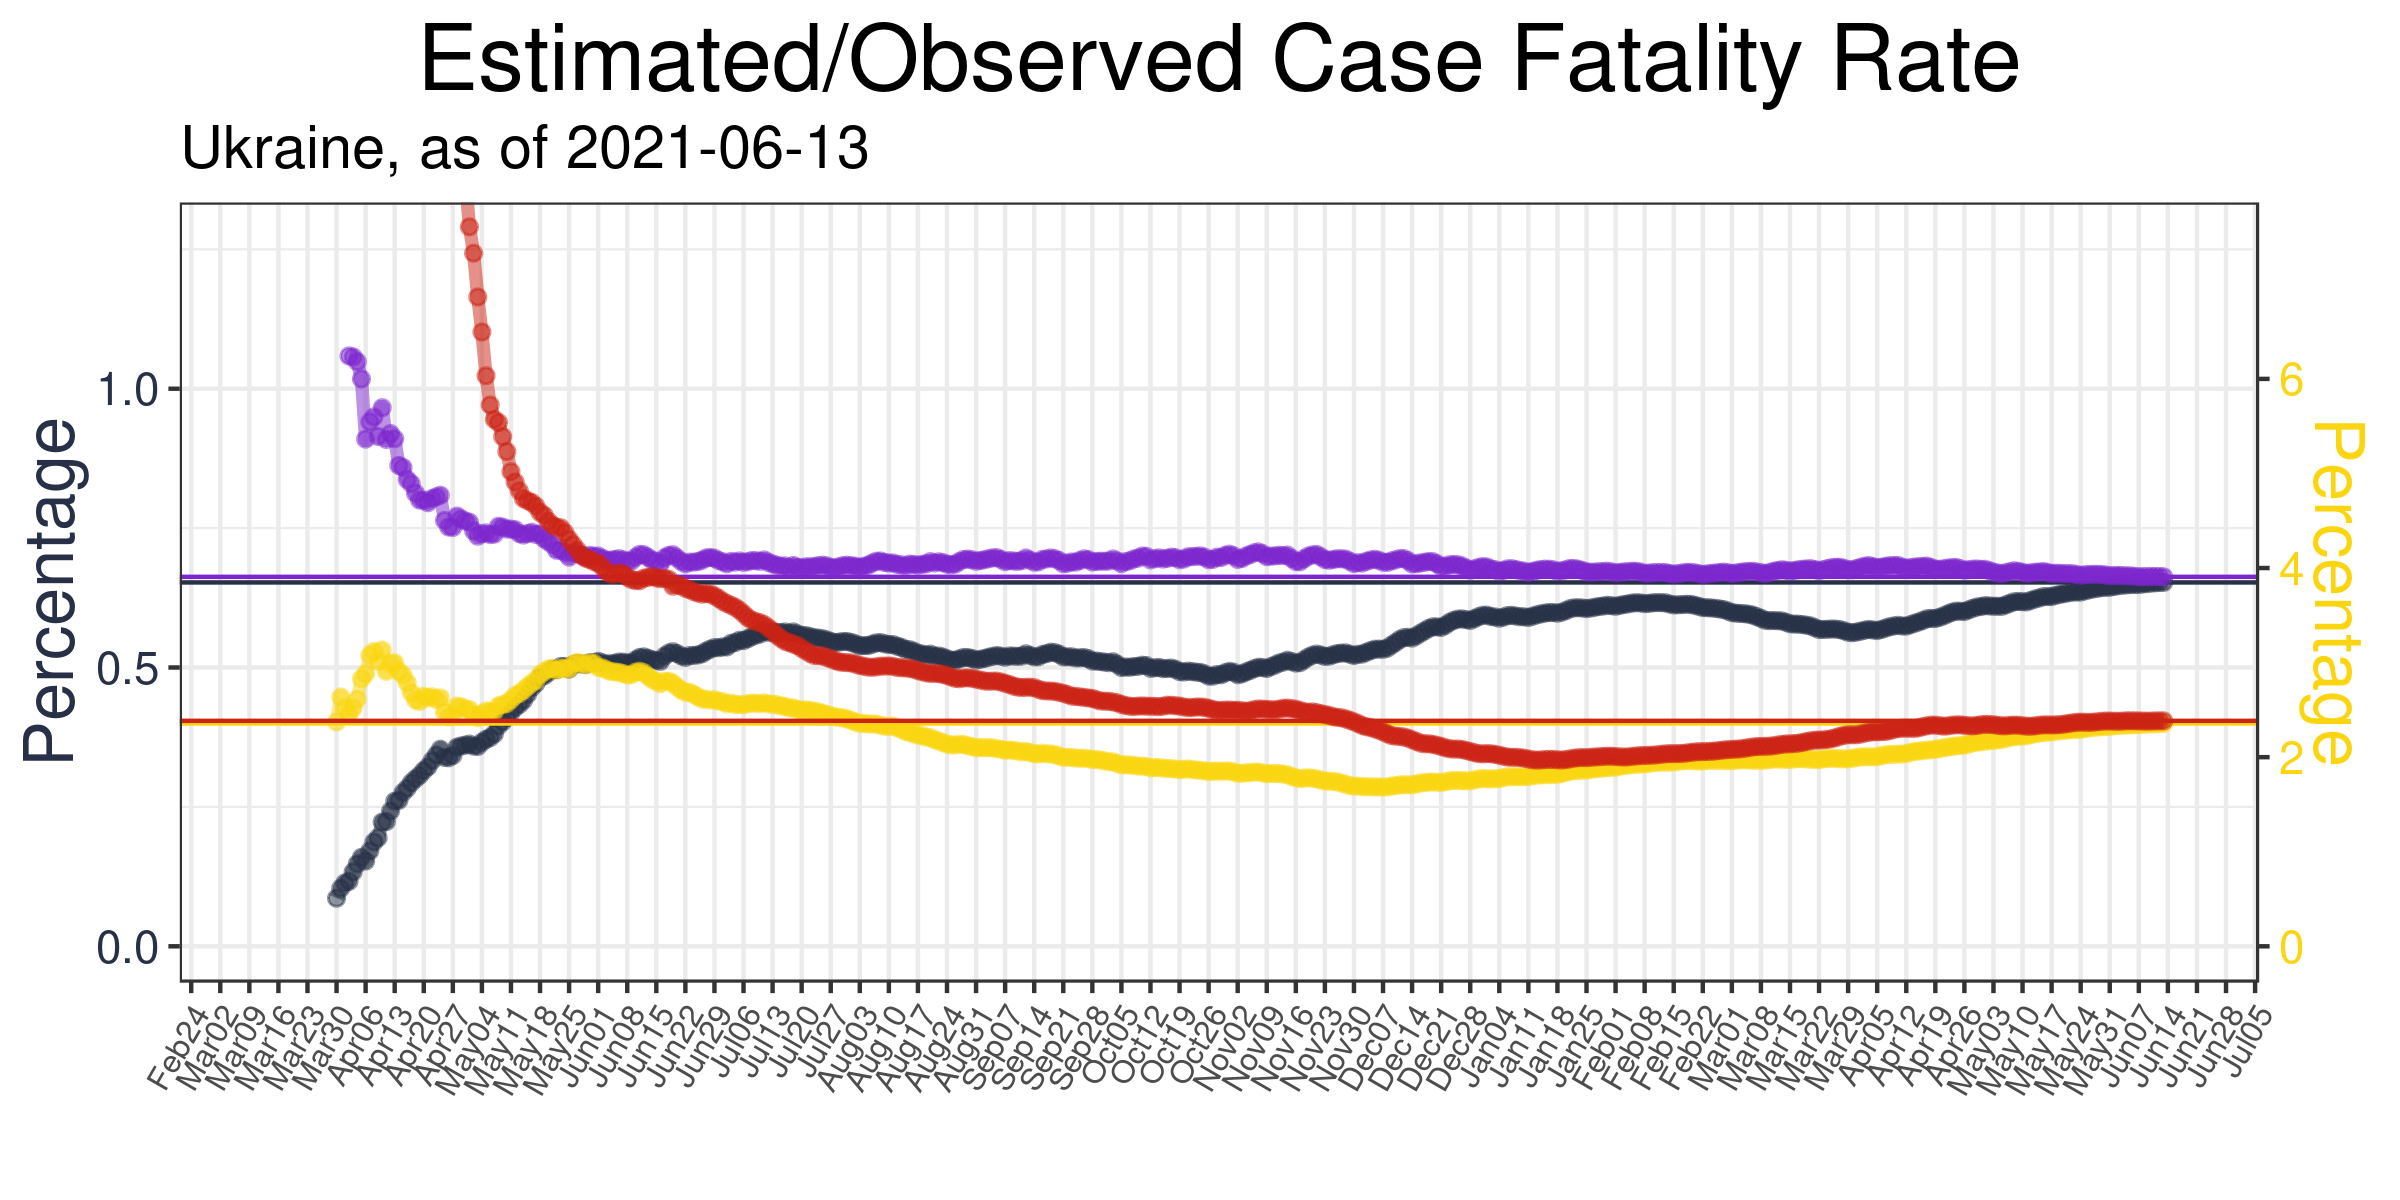 Estimated/Observed Case Fatality Rate
Ukraine, as of 2021-06-13
Percentage
1.0
0.5
0.0
6
4
2
0
Percentage
Feb24
Mar02
Mar09
Mar16
Mar23
Mar30
Apr06
Apr13
Apr20
Apr27
May04
May11
May18
May25
Jun01
Jun08
Jun15
Jun22
Jun29
Jul06
Jul13
Jul20
Jul27
Aug03
Aug10
Aug17
Aug24
Aug31
Sep07
Sep14
Sep21
Sep28
Oct05
Oct12
Oct19
Oct26
Nov02
Nov09
Nov16
Nov23
Nov30
Dec07
Dec14
Dec21
Dec28
Jan04
Jan11
Jan18
Jan25
Feb01
Feb08
Feb15
Feb22
Mar01
Mar08
Mar15
Mar22
Mar29
Apr05
Apr12
Apr19
Apr26
May03
May10
May17
May24
May31
Jun07
Jun14
Jun21
Jun28
Jul05